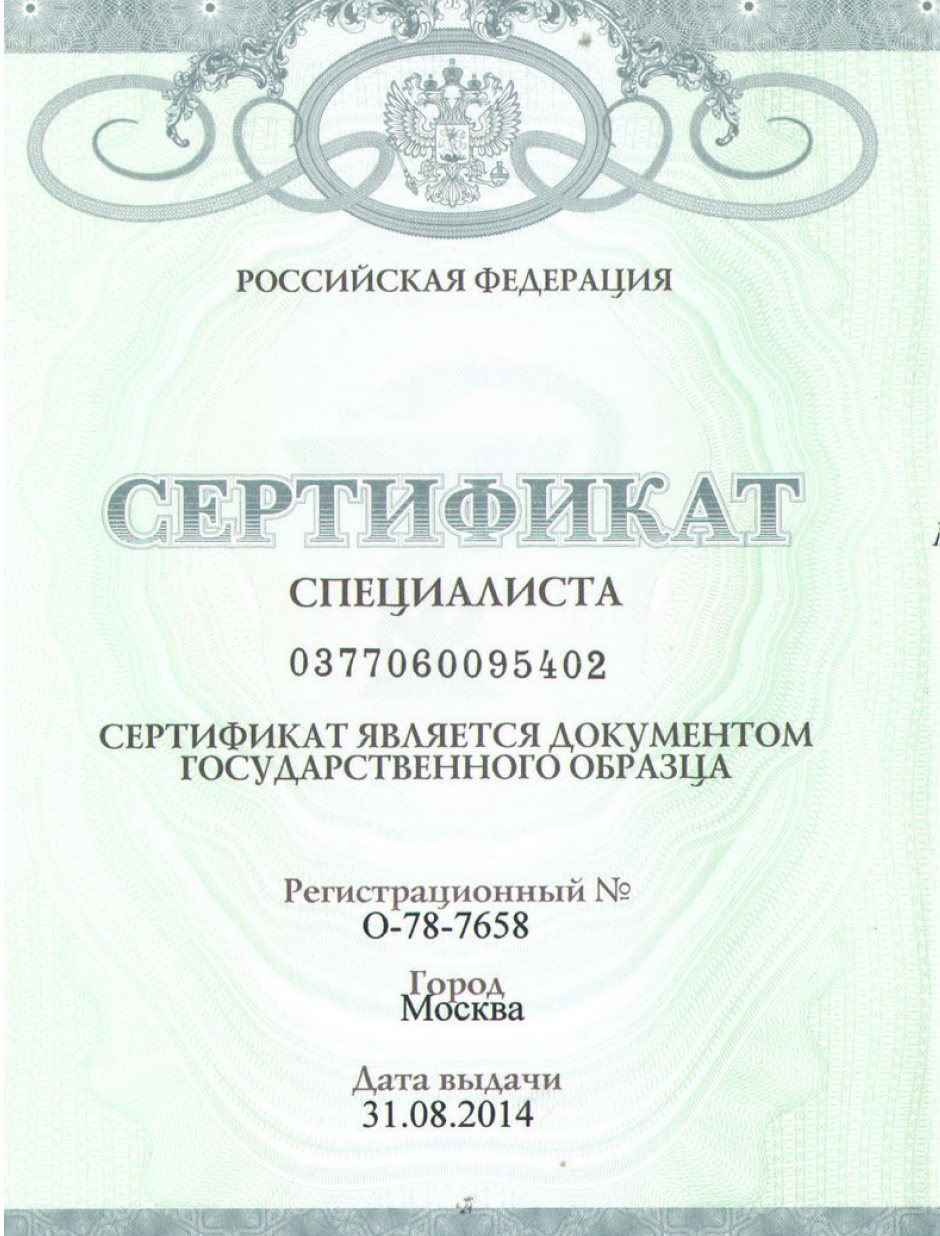 РОССИЙСКАЯ ФЕДЕРАЦИЯ
СЕРТИФИКАТ
СПЕЦИАЛИСТА
0377060095402
СЕРТИФИКАТ ЯВЛЯЕТСЯ ДОКУМЕНТОМ
ГОСУДАРСТВЕННОГО ОБРАЗЦА
Регистрационный №
О-78-7658
Город
Москва
Дата выдачи
31.08.2014